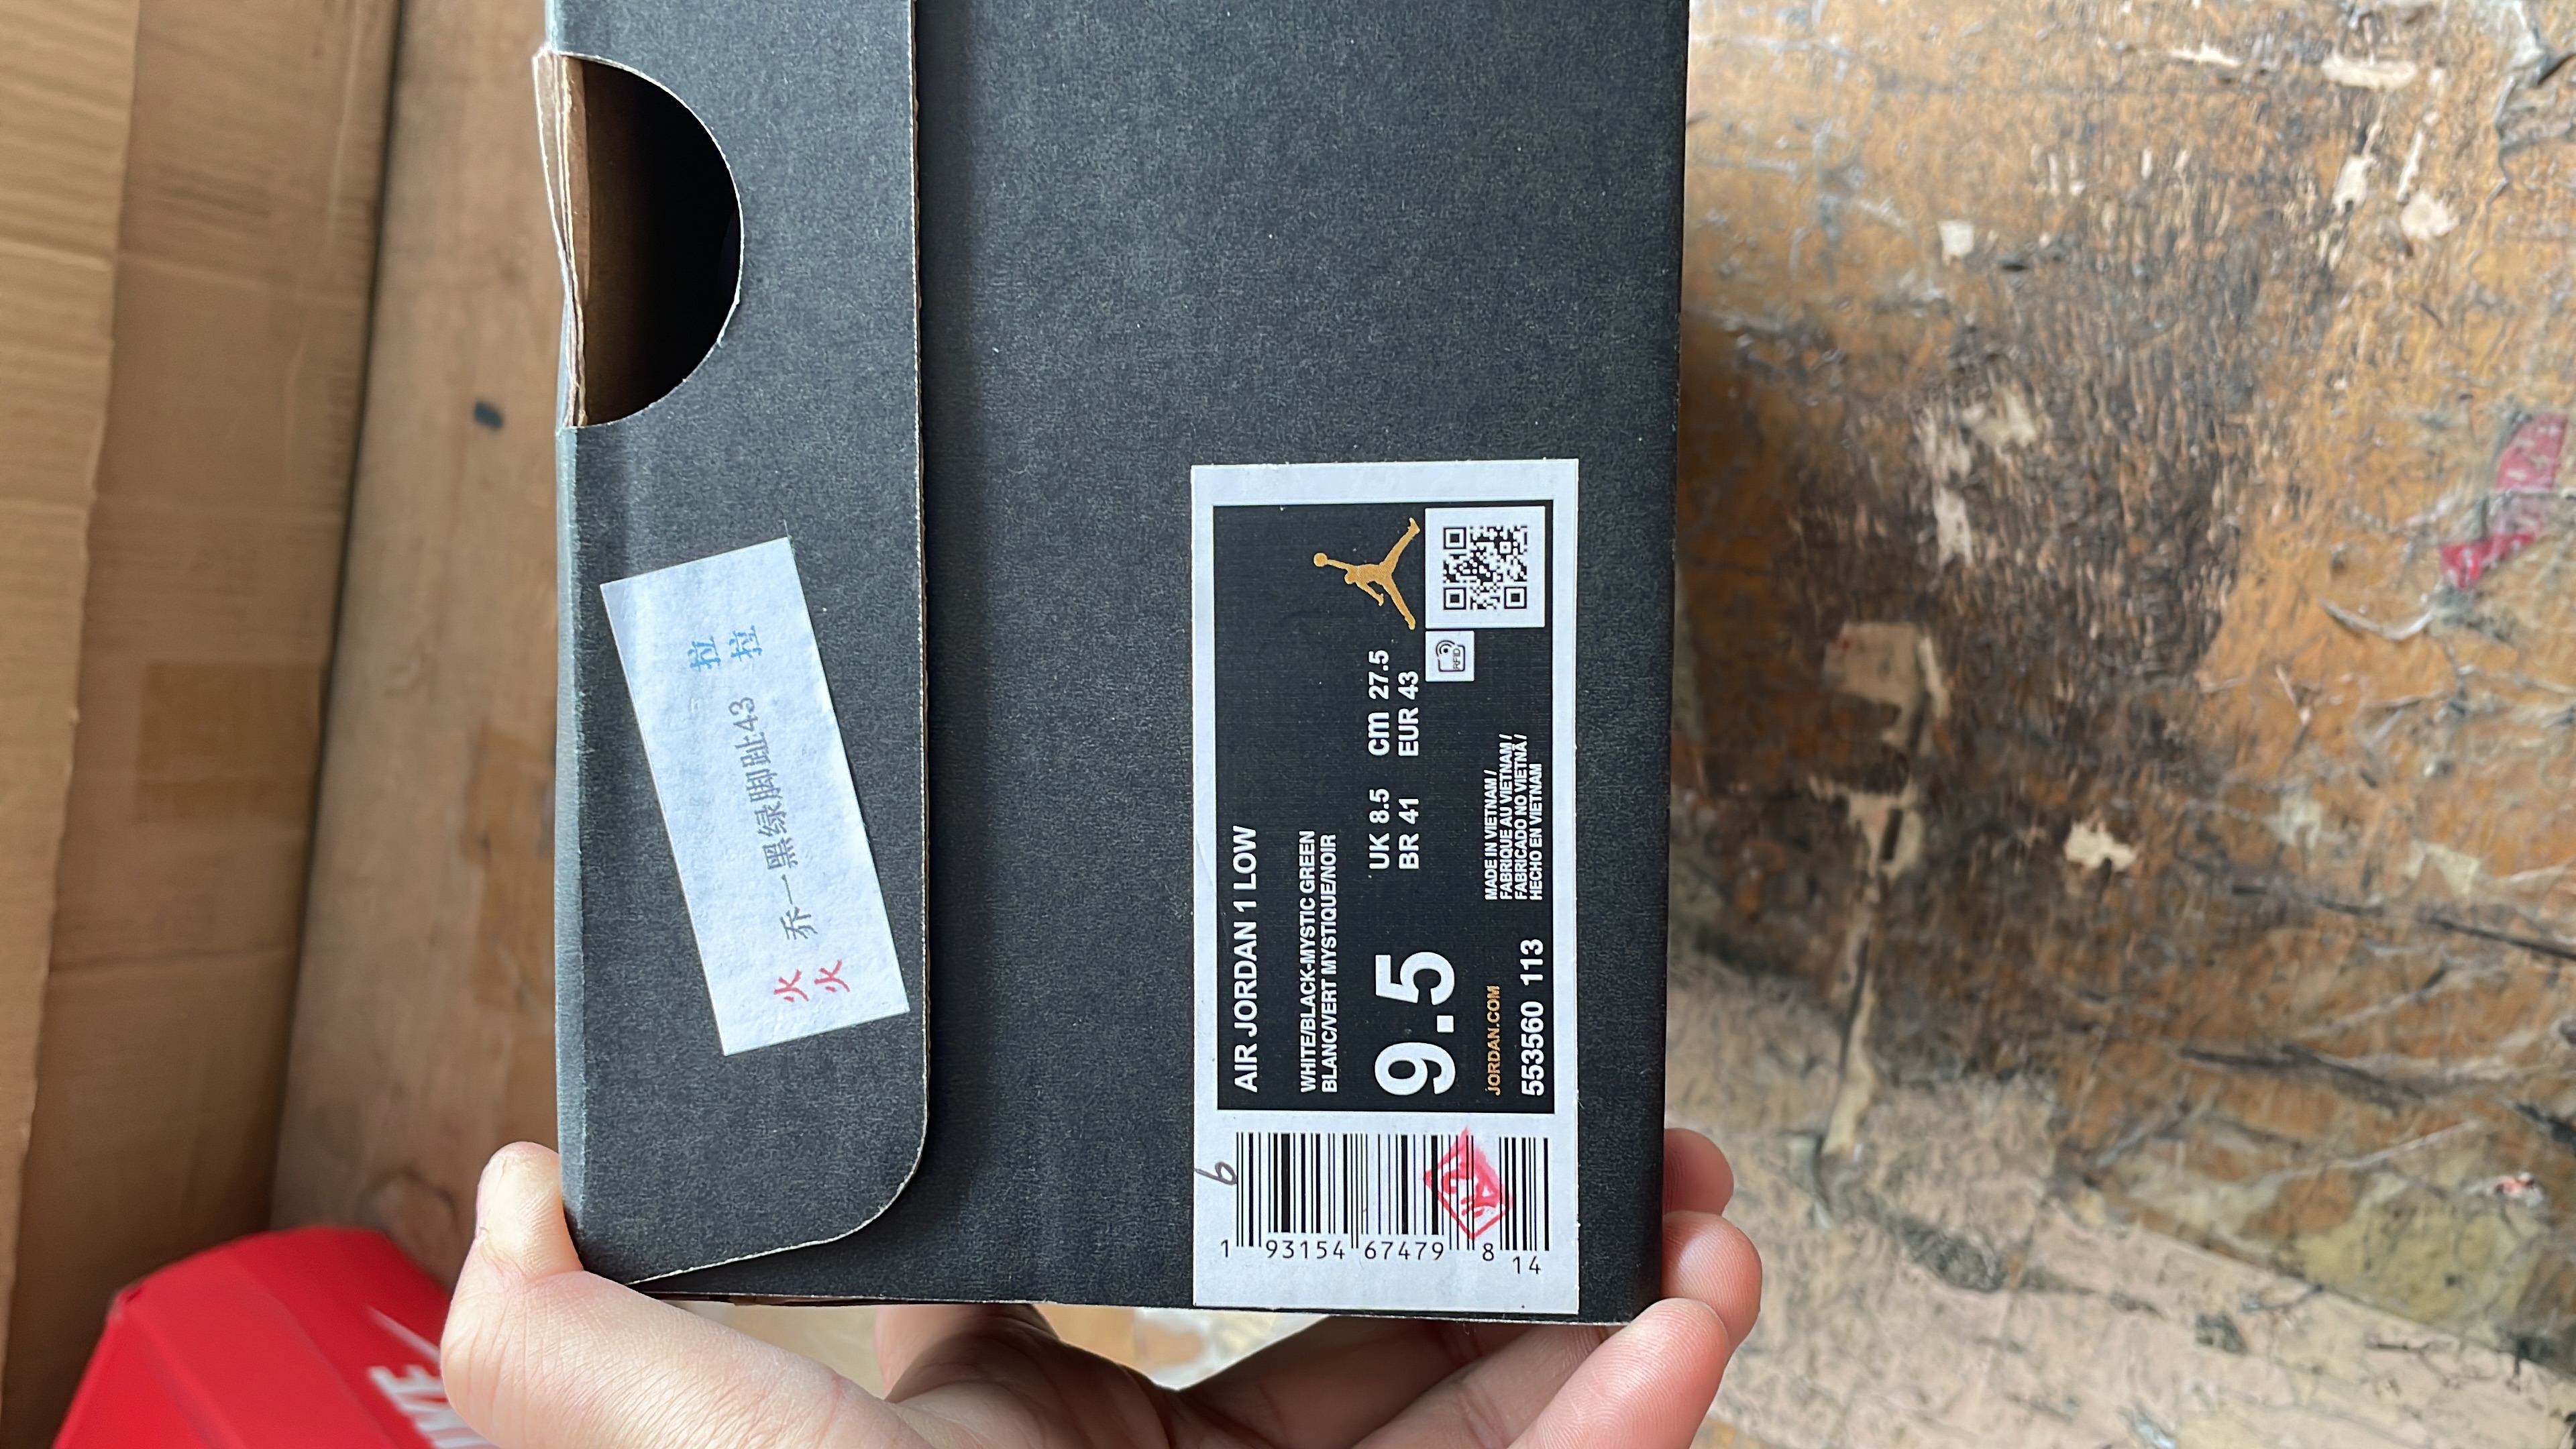 火火 乔一黑绿脚趾43 拉拉
AIR JORDAN 1 LOW
WHITE/BLACK-MYSTIC GREEN
BLANC/VERT MYSTIQUE/NOIR
9.5
UK 8.5 cm 27.5
BR 41 EUR 43
RFID
JORDAN.COM
553560 113
MADE IN VIETNAM /
FABRIQUE AU VIETNAM /
FABRICADO NO VIETNÃ /
HECHO EN VIETNAM
6
1 93154 67479 8
14